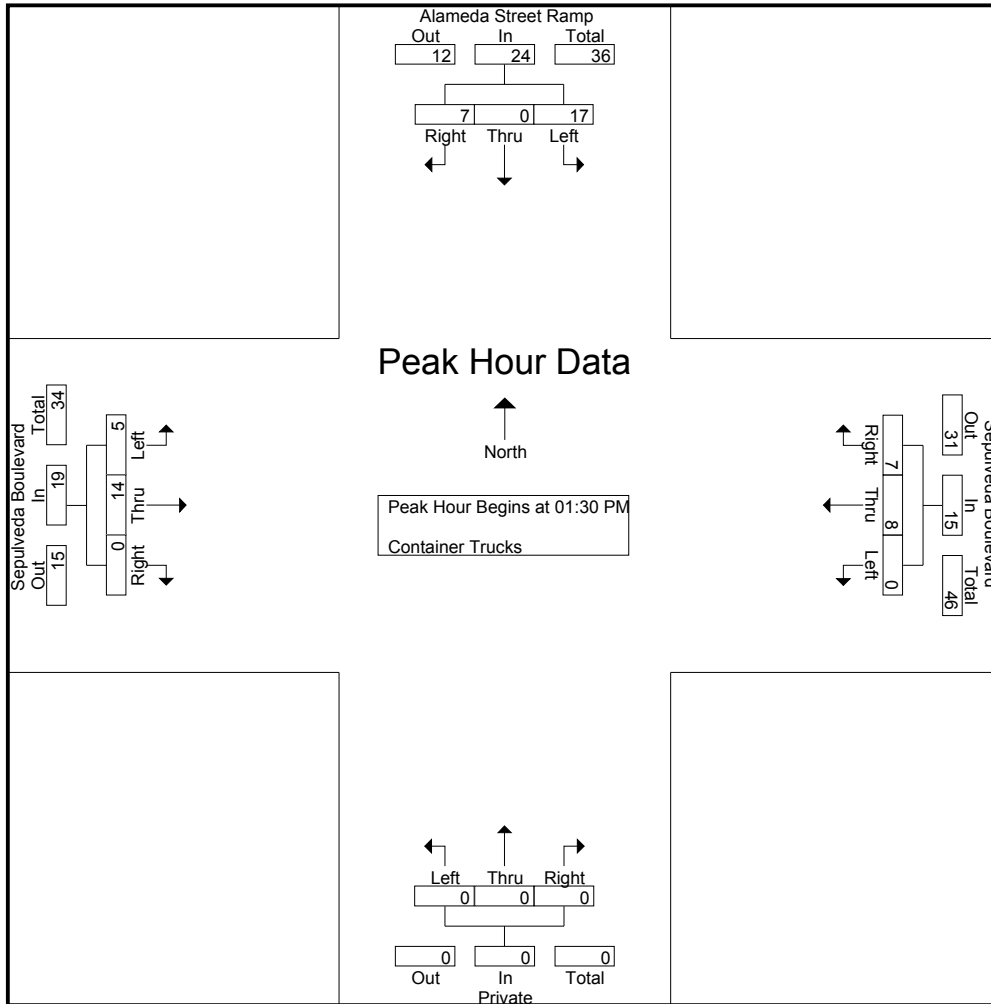 Alameda Street Ramp
Out In Total
12 24 36
7 0 17
Right Thru Left
Peak Hour Data
North
Peak Hour Begins at 01:30 PM
Container Trucks
Sepulveda Boulevard
Total In Out
34 19 15
5 14 0
Left Thru Right
Right Thru Left
7 8 0
31 15 46
Out In Total
Sepulveda Boulevard
Left Thru Right
0 0 0
0 0 0
Out In Total
Private